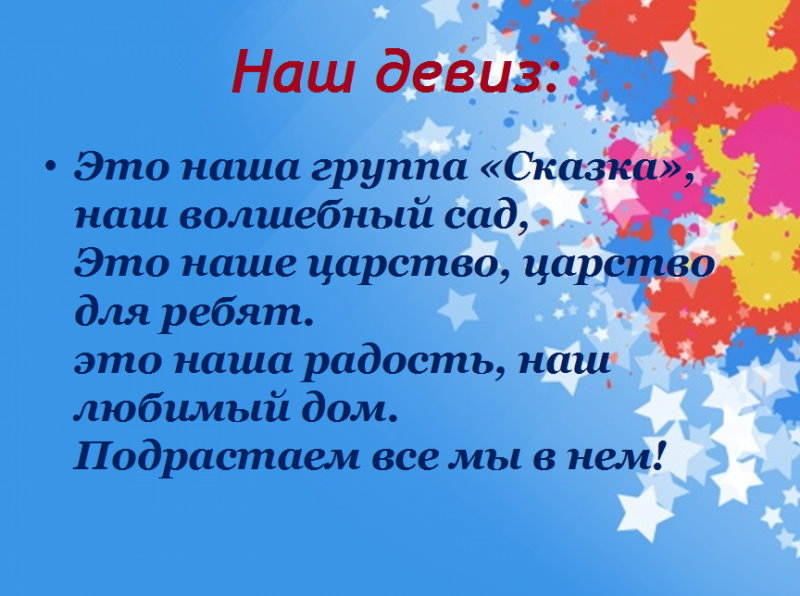 Наш девиз:
• Это наша группа «Сказка»,
наш волшебный сад,
Это наше царство, царство
для ребят.
это наша радость, наш
любимый дом.
Подрастаем все мы в нем!